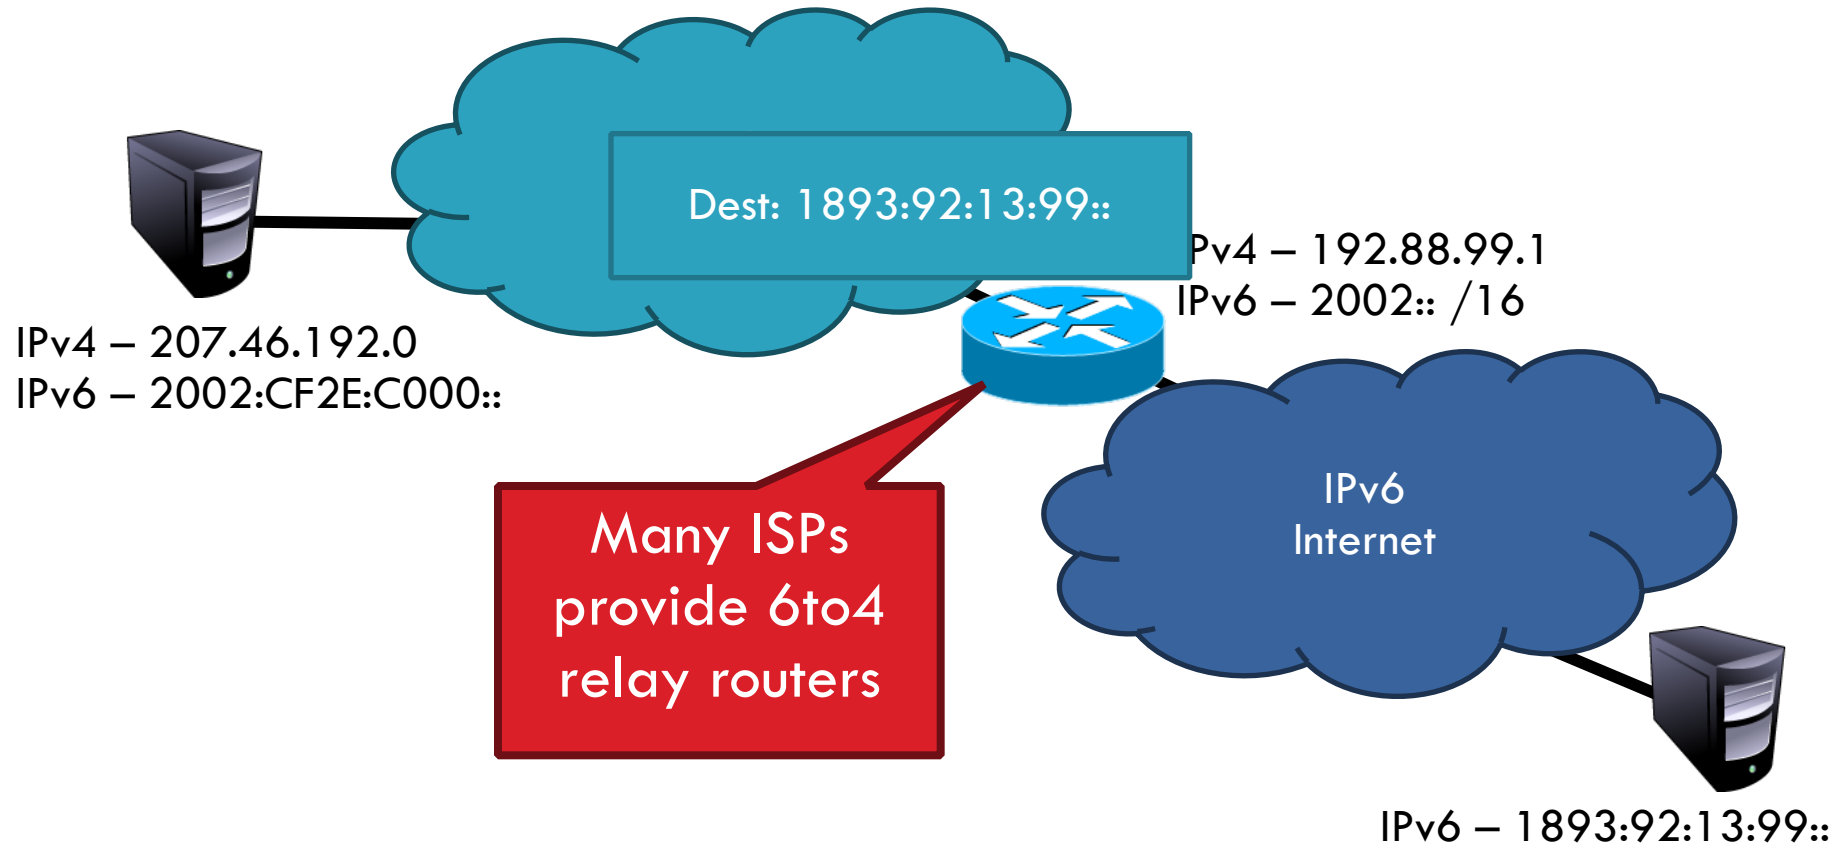 Dest: 1893:92:13:99::
Pv4 – 192.88.99.1
IPv6 – 2002:: /16
IPv4 – 207.46.192.0
IPv6 – 2002:CF2E:C000::
IPv6
Internet
Many ISPs
provide 6to4
relay routers
IPv6 – 1893:92:13:99::